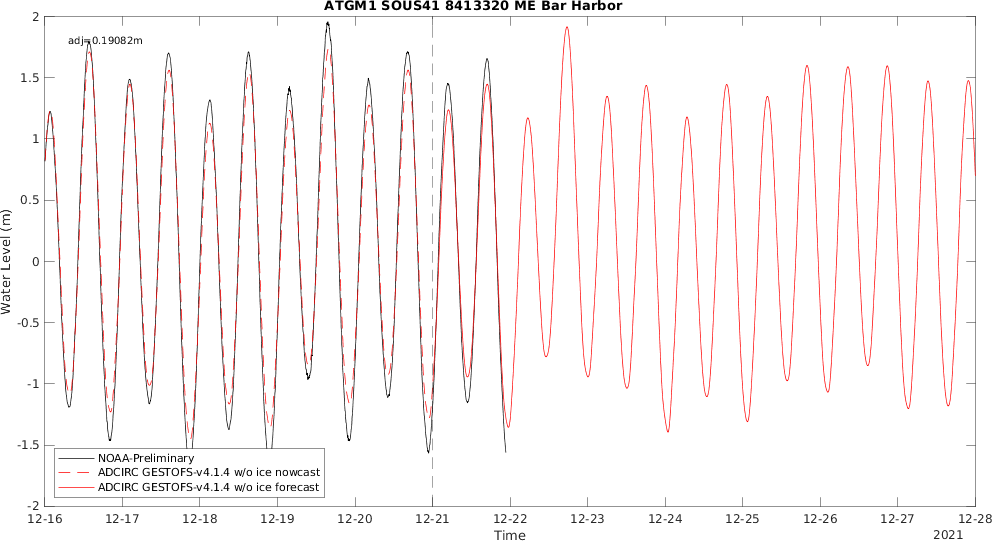 ATGM1 SOUS41 8413320 ME Bar Harbor
adj=0.19082m
Water Level (m)
2
1.5
1
0.5
0
-0.5
-1
-1.5
-2
NOAA-Preliminary
ADCIRC GESTOFS-v4.1.4 w/o ice nowcast
ADCIRC GESTOFS-v4.1.4 w/o ice forecast
12-16 12-17 12-18 12-19 12-20 12-21 12-22 12-23 12-24 12-25 12-26 12-27 12-28
Time
2021